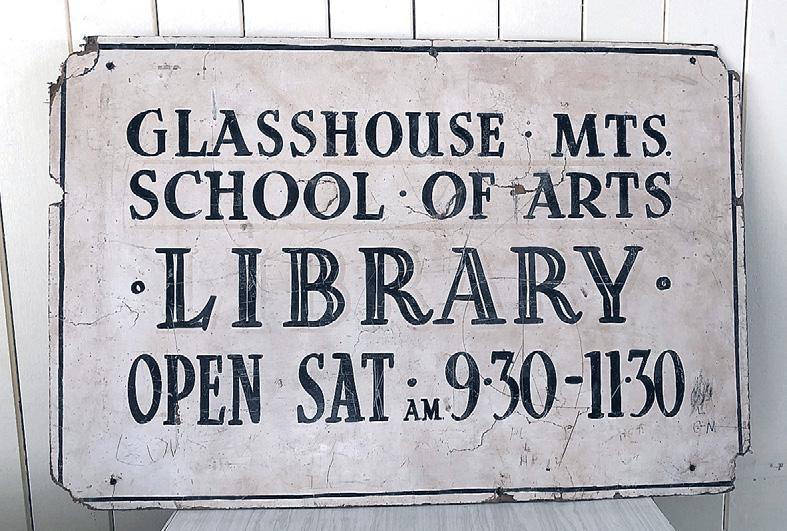 GLASSHOUSE · MTS.
SCHOOL · OF ARTS
· LIBRARY ·
OPEN SAT · AM 9·30-11·30